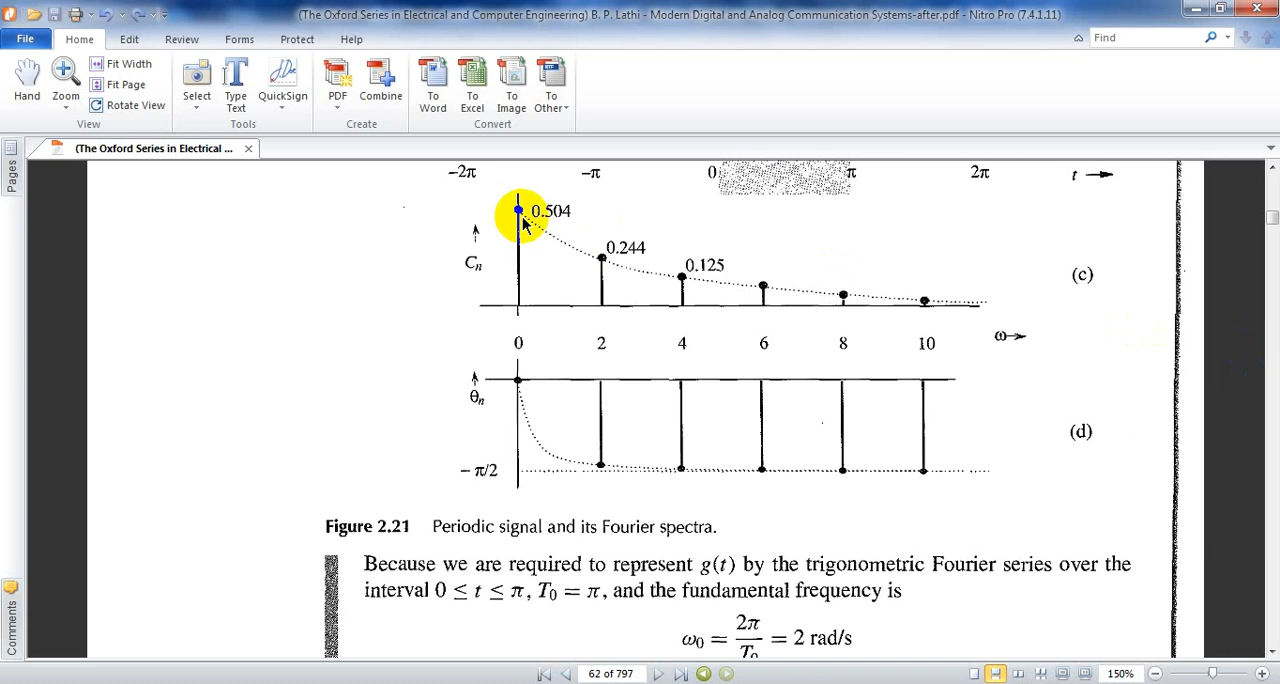 (The Oxford Series in Electrical and Computer Engineering) B. P. Lathi - Modern Digital and Analog Communication Systems-after.pdf - Nitro Pro (7.4.1.11)
File Home Edit Review Forms Protect Help Find
Hand Zoom Fit Width Fit Page Rotate View Select Type Text QuickSign PDF Combine To Word To Excel To Image To Other
View Tools Create Convert
Pages (The Oxford Series in Electrical ...
-2π -π 0 π 2π t →
0.504
0.244
0.125
Cn
(c)
0 2 4 6 8 10 ω→
θn
(d)
- π/2
Figure 2.21 Periodic signal and its Fourier spectra.
Because we are required to represent g(t) by the trigonometric Fourier series over the
interval 0 ≤ t ≤ π, T0 = π, and the fundamental frequency is
ω0 = 2π/T0 = 2 rad/s
Comments
62 of 797 150%